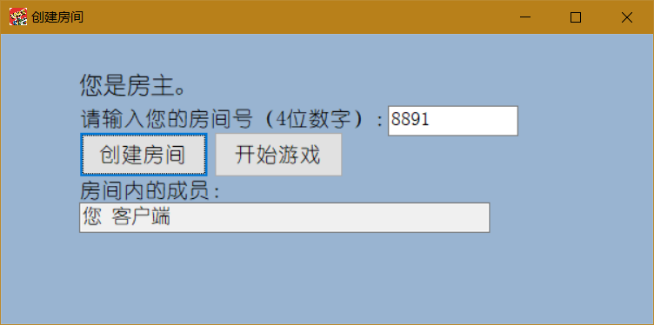 创建房间
您是房主。
请输入您的房间号（4位数字）：8891
创建房间 开始游戏
房间内的成员：
您 客户端